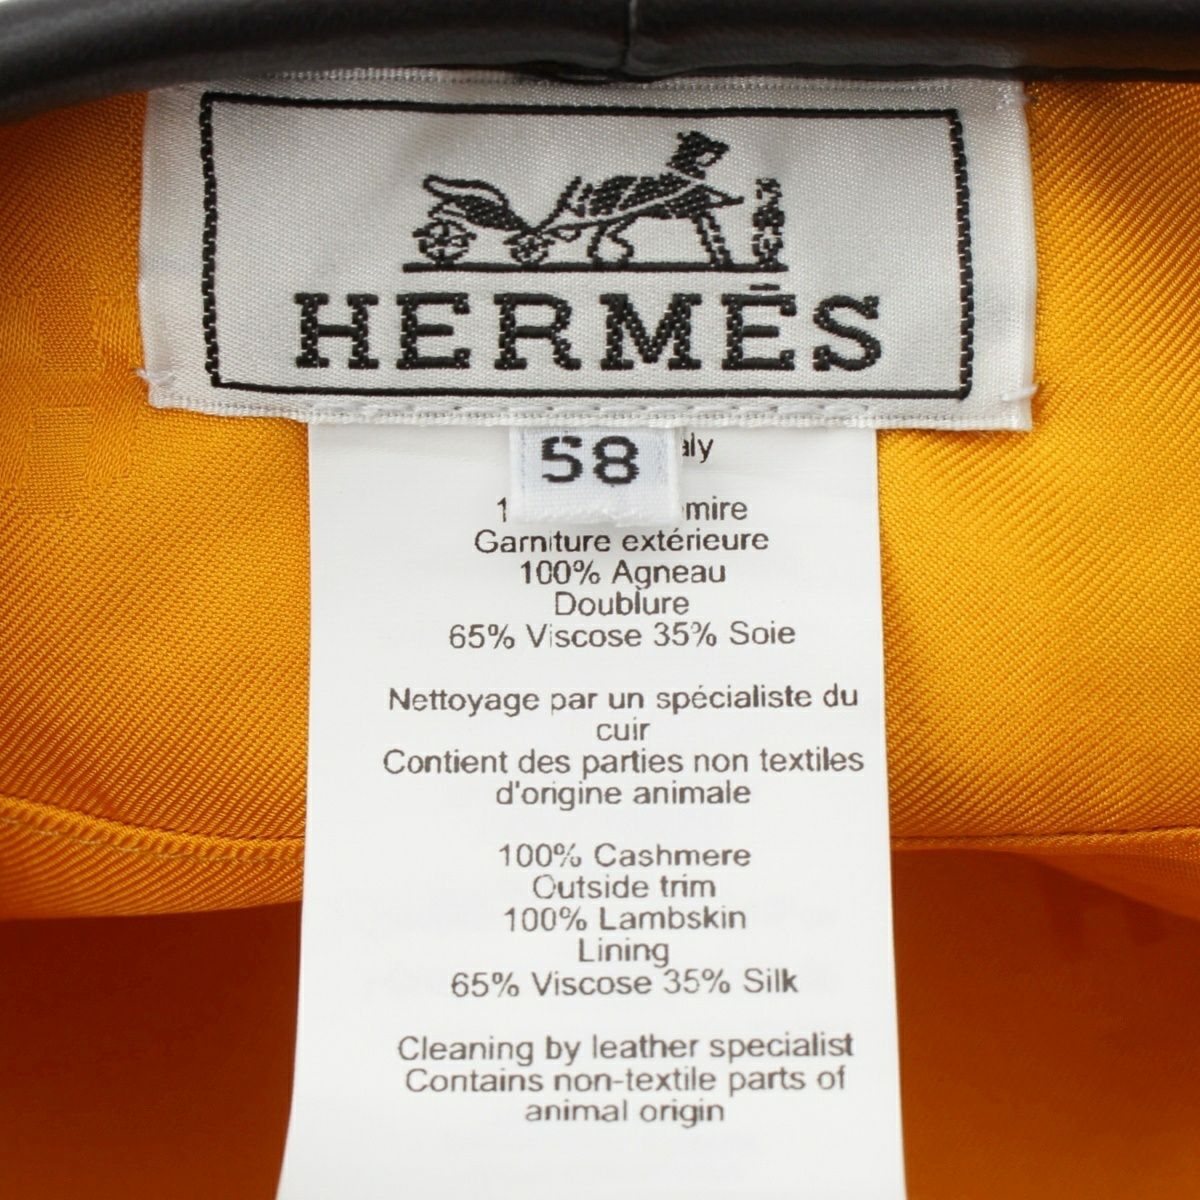 HERMĒS
58
Garniture extérieure
100% Agneau
Doublure
65% Viscose 35% Soie
Nettoyage par un spécialiste du
cuir
Contient des parties non textiles
d'origine animale
100% Cashmere
Outside trim
100% Lambskin
Lining
65% Viscose 35% Silk
Cleaning by leather specialist
Contains non-textile parts of
animal origin